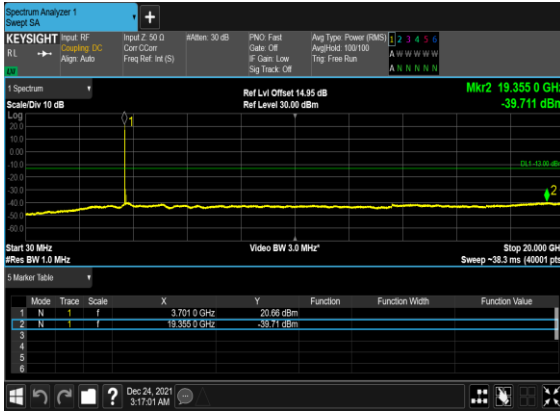 Spectrum Analyzer 1
Swept SA
KEYSIGHT Input: RF Input Z: 50 Ω #Atten: 30 dB PNO: Fast Avg Type: Power (RMS) 1 2 3 4 5 6
RL Coupling: DC Corr CCorr Gate: Off Avg|Hold: 100/100 A W W W W W
Align: Auto Freq Ref: Int (S) IF Gain: Low Trig: Free Run
Sig Track: Off A N N N N N
1 Spectrum Ref Lvl Offset 14.95 dB Mkr2 19.355 0 GHz
Scale/Div 10 dB Ref Level 30.00 dBm -39.711 dBm
Log
20.0
10.0
0.00
-10.0
-20.0
-30.0
-40.0
-50.0
-60.0
1
DL1 -13.00 dBm
2
Start 30 MHz Video BW 3.0 MHz* Stop 20.000 GHz
#Res BW 1.0 MHz Sweep ~38.3 ms (40001 pts)
5 Marker Table
Mode Trace Scale X Y Function Function Width Function Value
1 N 1 f 3.701 0 GHz 20.66 dBm
2 N 1 f 19.355 0 GHz -39.71 dBm
3
4
5
6
Dec 24, 2021
3:17:01 AM